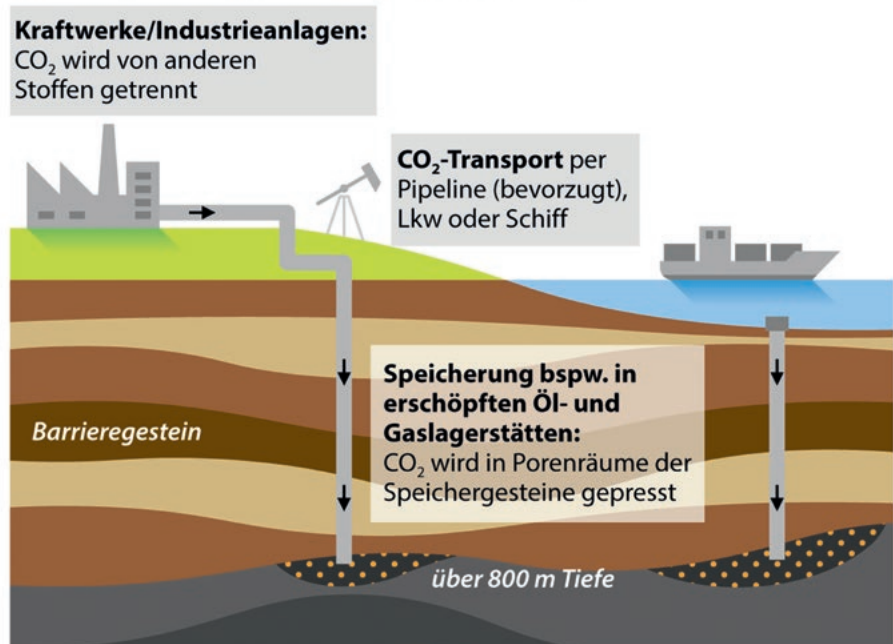 Kraftwerke/Industrieanlagen:
CO₂ wird von anderen
Stoffen getrennt
CO₂-Transport per
Pipeline (bevorzugt),
Lkw oder Schiff
Speicherung bspw. in
erschöpften Öl- und
Gaslagerstätten:
CO₂ wird in Porenräume der
Speichergesteine gepresst
Barrieregestein
über 800 m Tiefe